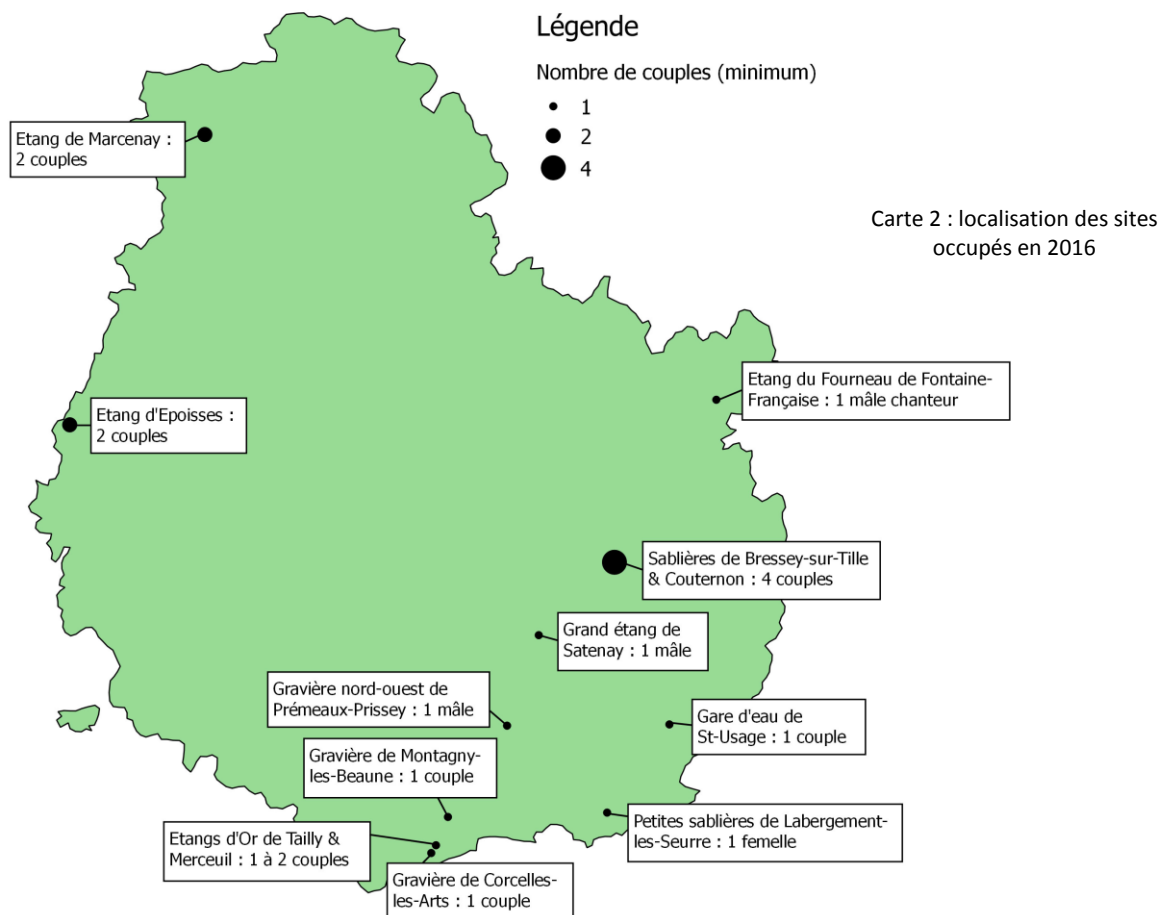 Légende
Nombre de couples (minimum)
1
2
4
Etang de Marcenay :
2 couples
Carte 2 : localisation des sites
occupés en 2016
Etang du Fourneau de Fontaine-
Française : 1 mâle chanteur
Etang d'Epoisses :
2 couples
Sablières de Bressey-sur-Tille
& Couternon : 4 couples
Grand étang de
Satenay : 1 mâle
Gravière nord-ouest de
Prémeaux-Prissey : 1 mâle
Gare d'eau de
St-Usage : 1 couple
Gravière de Montagny-
les-Beaune : 1 couple
Petites sablières de Labergement-
les-Seurre : 1 femelle
Etangs d'Or de Tailly &
Merceuil : 1 à 2 couples
Gravière de Corcelles-
les-Arts : 1 couple